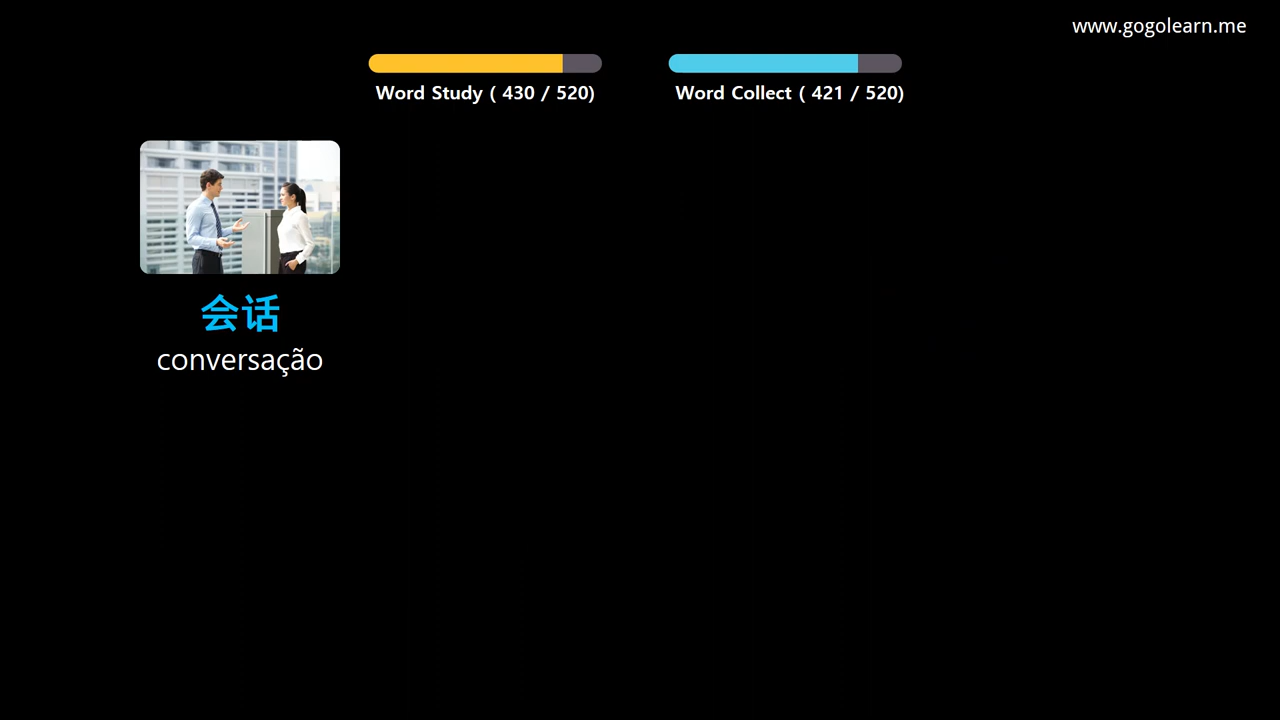 www.gogolearn.me
Word Study ( 430 / 520)
Word Collect ( 421 / 520)
会话
conversação